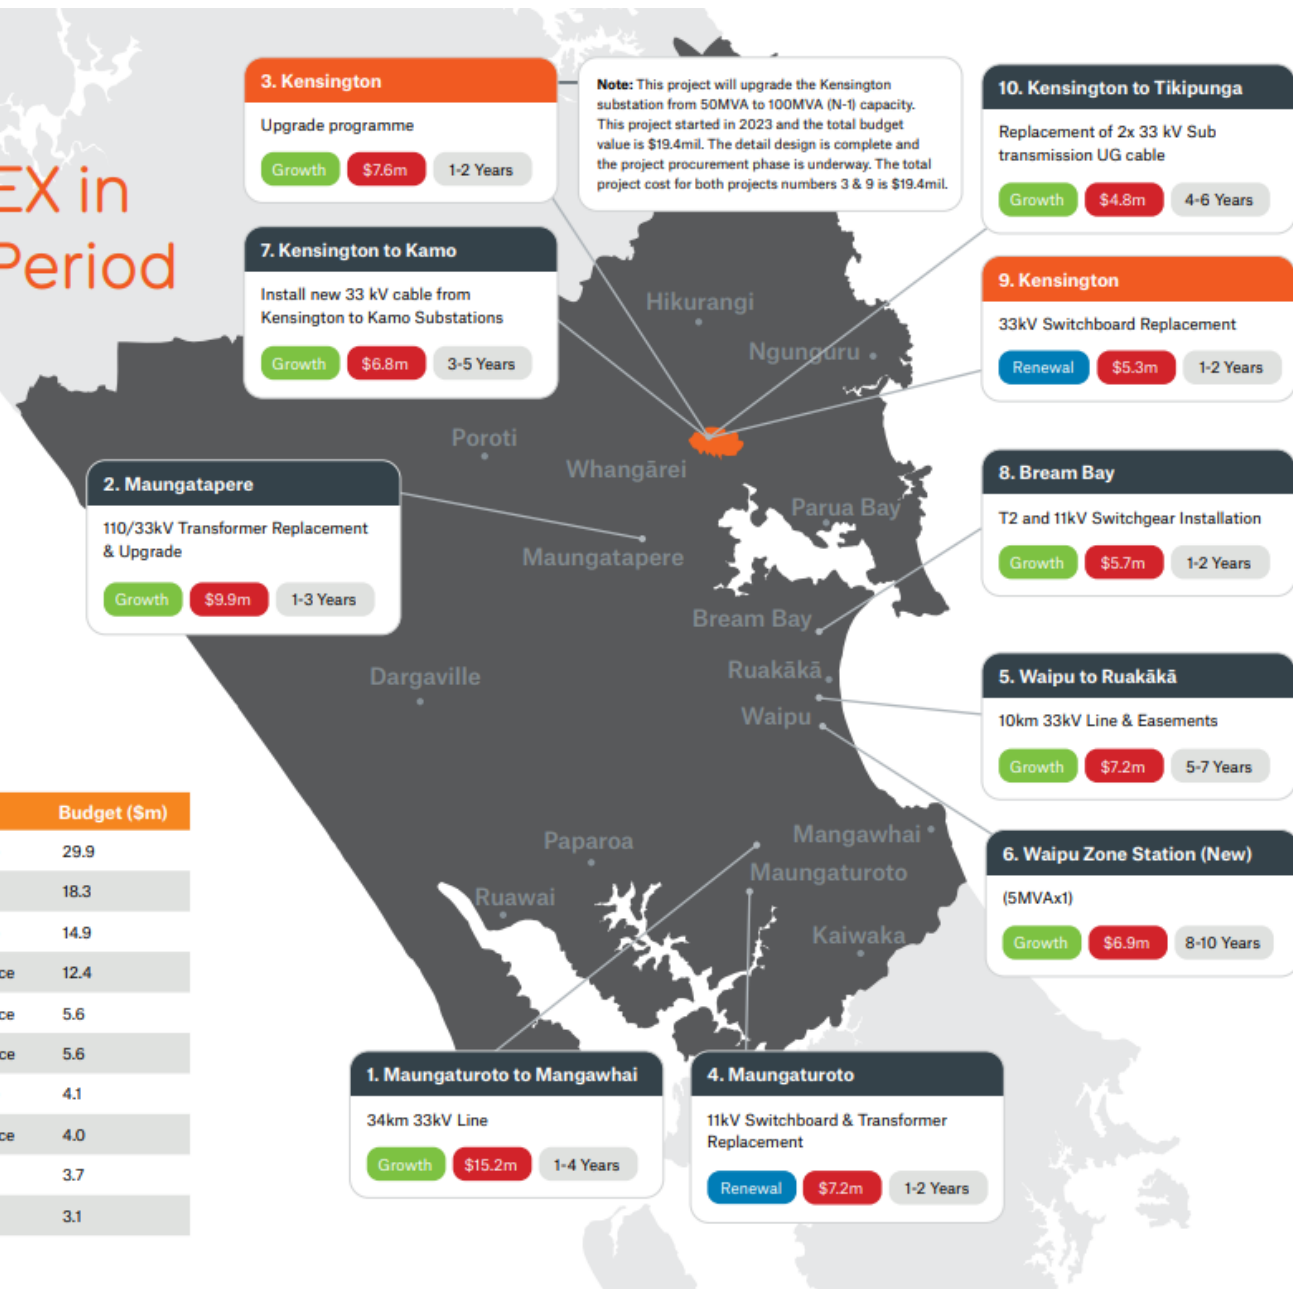 EX in
Period
3. Kensington
Upgrade programme
Growth $7.6m 1-2 Years
Note: This project will upgrade the Kensington
substation from 50MVA to 100MVA (N-1) capacity.
This project started in 2023 and the total budget
value is $19.4mil. The detail design is complete and
the project procurement phase is underway. The total
project cost for both projects numbers 3 & 9 is $19.4mil.
10. Kensington to Tikipunga
Replacement of 2x 33 kV Sub
transmission UG cable
Growth $4.8m 4-6 Years
7. Kensington to Kamo
Install new 33 kV cable from
Kensington to Kamo Substations
Growth $6.8m 3-5 Years
9. Kensington
33kV Switchboard Replacement
Renewal $5.3m 1-2 Years
Hikurangi
Ngunguru
Poroti
Whangārei
Parua Bay
Maungatapere
Bream Bay
Ruakākā
Waipu
Dargaville
Paparoa
Ruawai
Mangawhai
Maungaturoto
Kaiwaka
2. Maungatapere
110/33kV Transformer Replacement
& Upgrade
Growth $9.9m 1-3 Years
8. Bream Bay
T2 and 11kV Switchgear Installation
Growth $5.7m 1-2 Years
5. Waipu to Ruakākā
10km 33kV Line & Easements
Growth $7.2m 5-7 Years
6. Waipu Zone Station (New)
(5MVAx1)
Growth $6.9m 8-10 Years
1. Maungaturoto to Mangawhai
34km 33kV Line
Growth $15.2m 1-4 Years
4. Maungaturoto
11kV Switchboard & Transformer
Replacement
Renewal $7.2m 1-2 Years
Budget ($m)
29.9
18.3
14.9
ce 12.4
ce 5.6
ce 5.6
4.1
ce 4.0
3.7
3.1